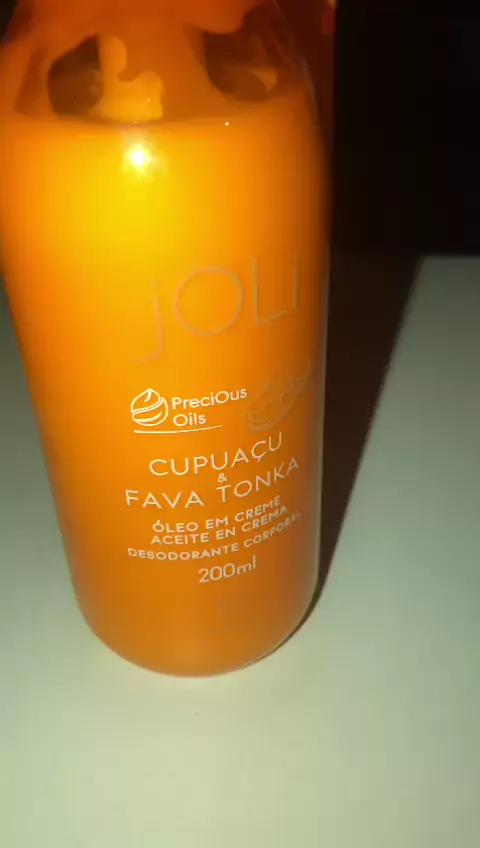 jOLi
PreciOus
Oils
CUPUAÇU
&
FAVA TONKA
ÓLEO EM CREME
ACEITE EN CREMA
DESODORANTE CORPORAL
200ml